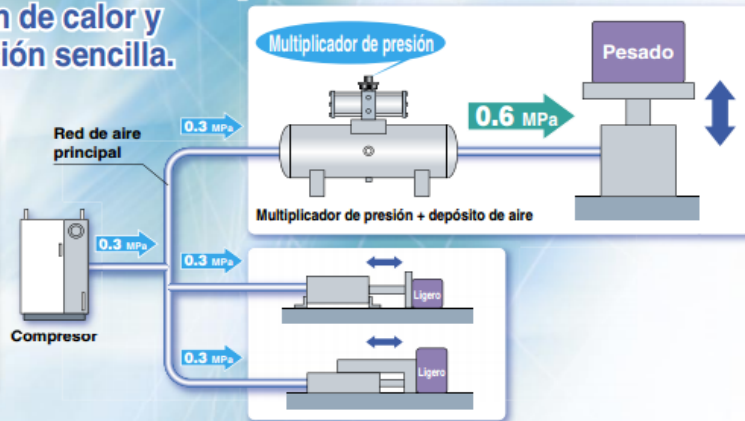 n de calor y
ción sencilla.
Multiplicador de presión
Pesado
0.3 MPa
0.6 MPa
Red de aire
principal
Multiplicador de presión + depósito de aire
0.3 MPa
0.3 MPa
Ligero
Compresor
0.3 MPa
Ligero